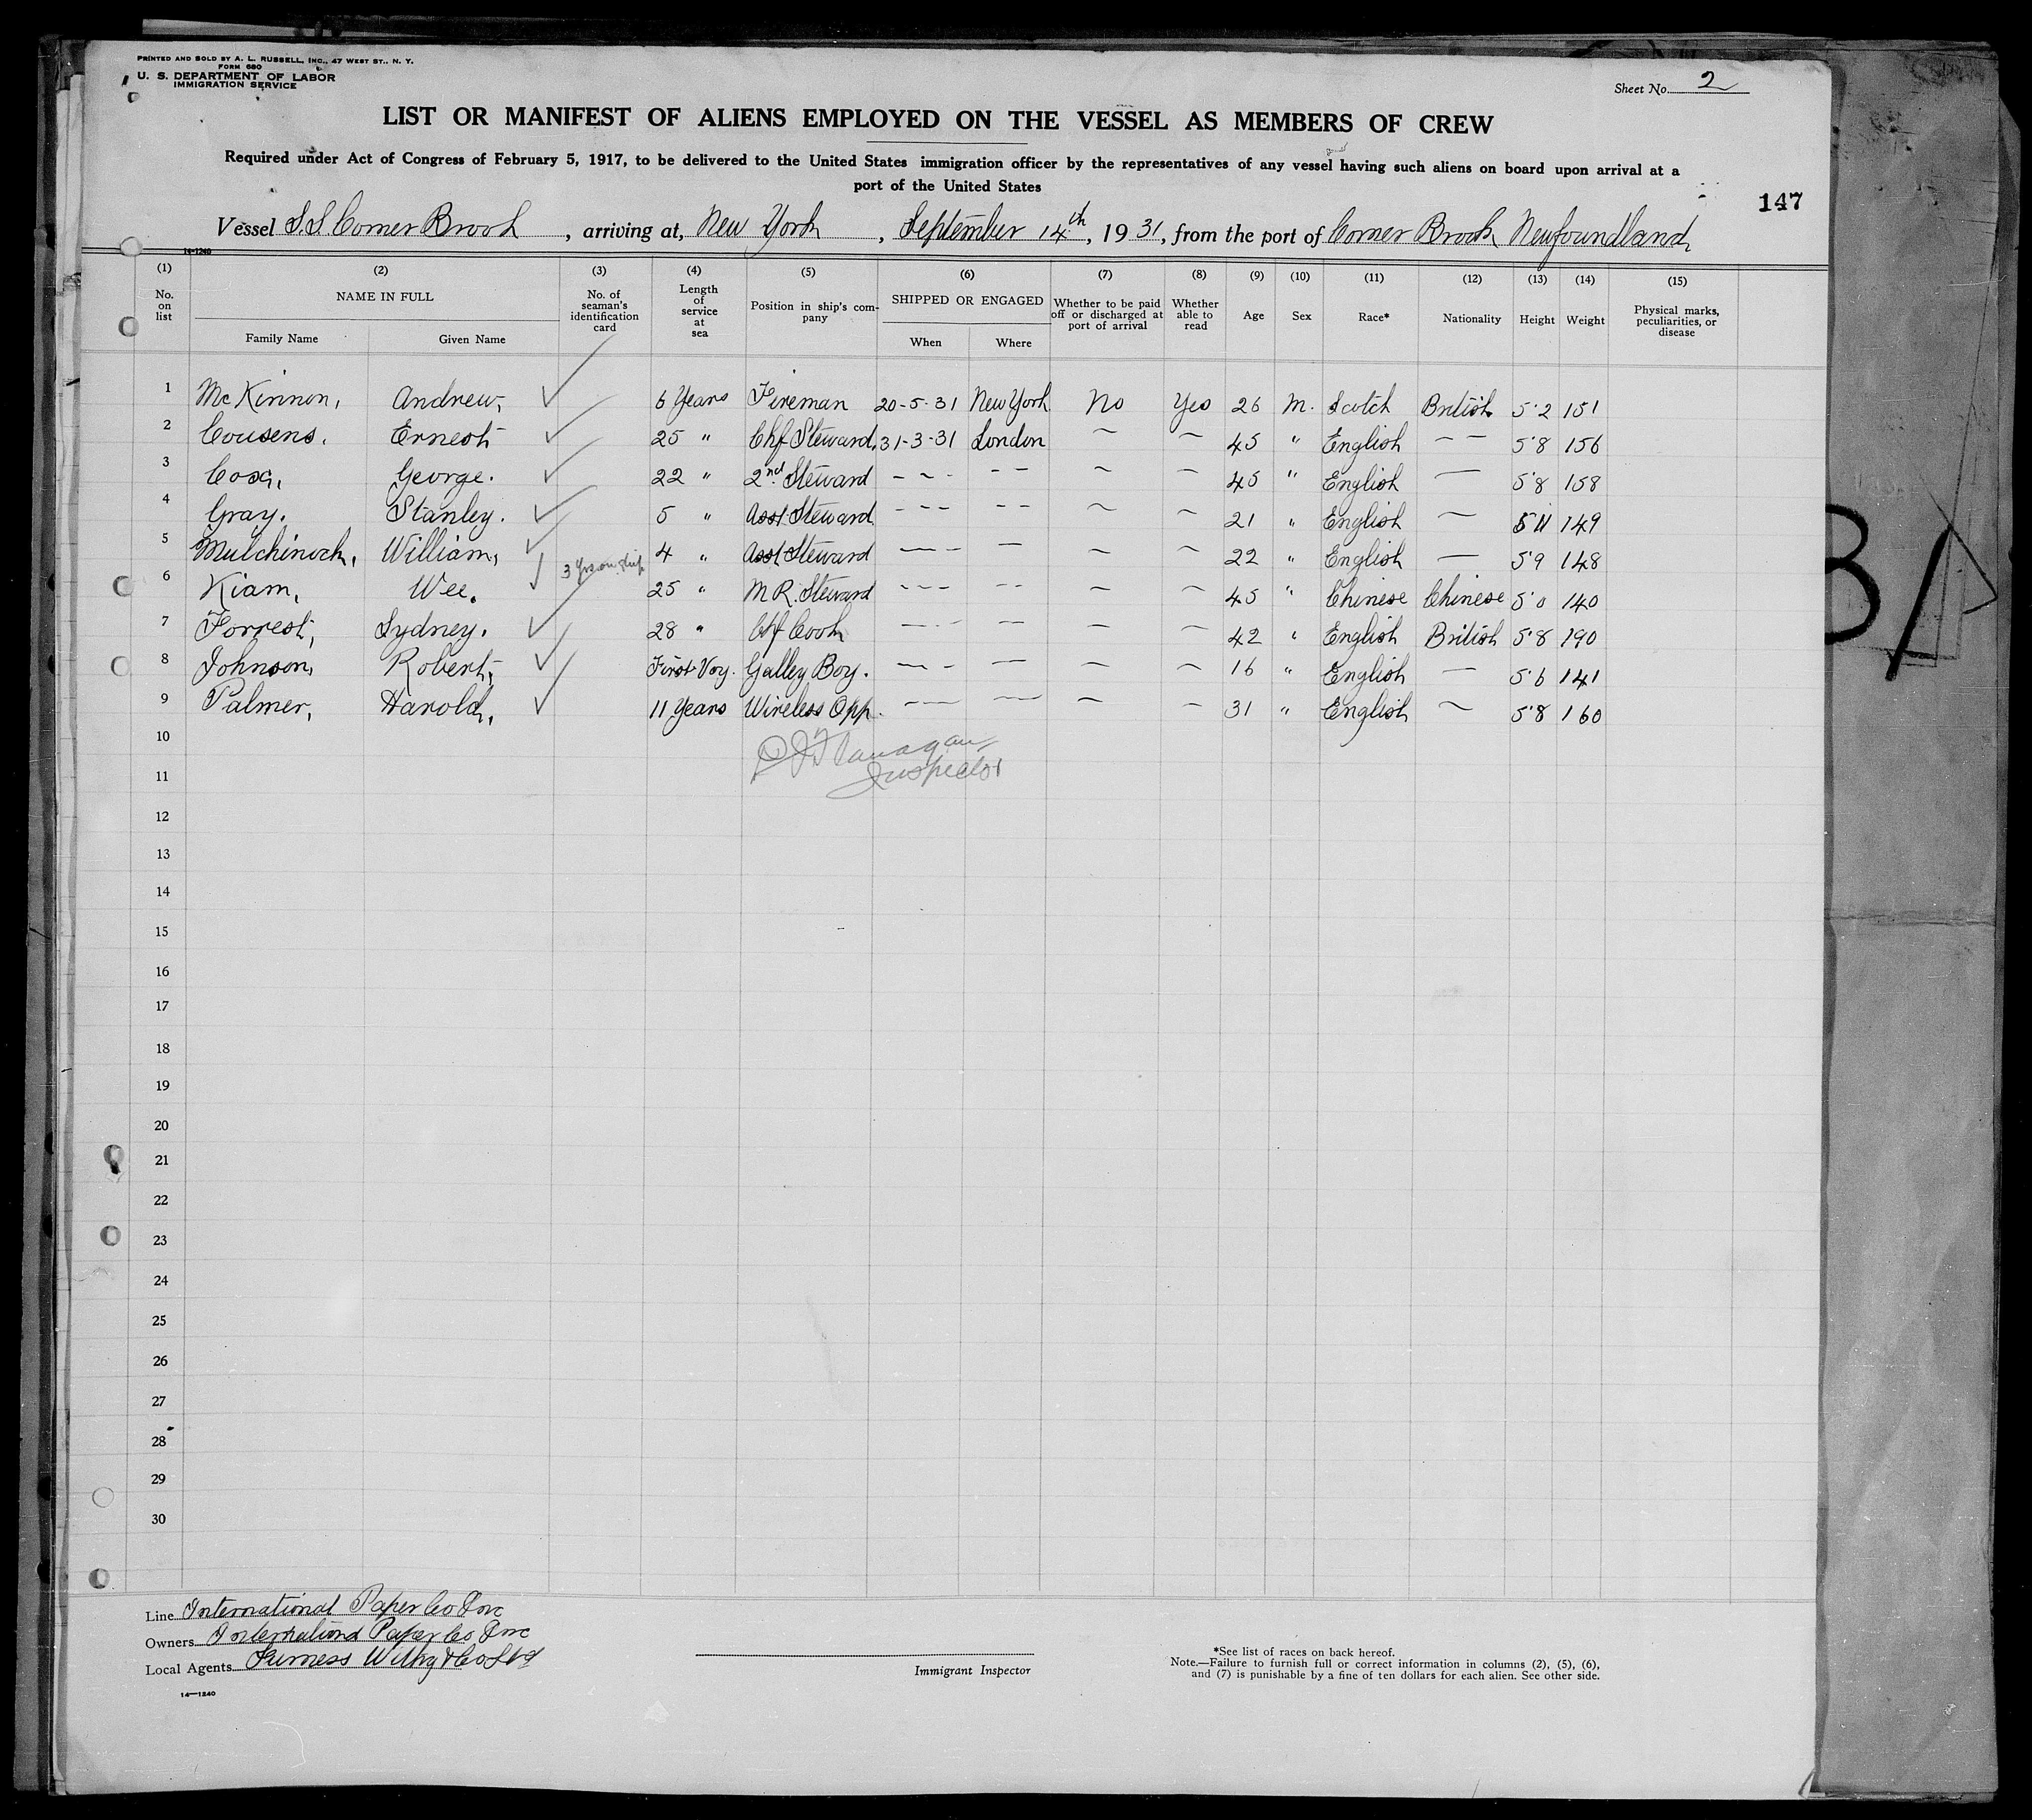 PRINTED AND SOLD BY A. L. RUSSELL, INC., 47 WEST ST., N. Y.
FORM 680
U. S. DEPARTMENT OF LABOR
IMMIGRATION SERVICE
Sheet No. 2
LIST OR MANIFEST OF ALIENS EMPLOYED ON THE VESSEL AS MEMBERS OF CREW
Required under Act of Congress of February 5, 1917, to be delivered to the United States immigration officer by the representatives of any vessel having such aliens on board upon arrival at a
port of the United States
147
Vessel S.S. Corner Brook, arriving at, New York, September 14th, 1931, from the port of Corner Brook, Newfoundland
14-1240
(1) No. on list (2) NAME IN FULL Family Name Given Name (3) No. of seaman's identification card (4) Length of service at sea (5) Position in ship's company (6) SHIPPED OR ENGAGED When Where (7) Whether to be paid off or discharged at port of arrival (8) Whether able to read (9) Age (10) Sex (11) Race* (12) Nationality (13) Height (14) Weight (15) Physical marks, peculiarities, or disease
1 McKinnon, Andrew, 6 Years Fireman 20-5-31 New York No Yes 26 M. Scotch British 5'2 151
2 Cousens. Ernest 25 " Chf Steward, 31-3-31 London ~ ~ 45 " English - - 5'8 156
3 Cox, George. 22 " 2nd Steward - - - - - ~ ~ 45 " English — 5'8 158
4 Gray. Stanley. 5 " Asst Steward - - - - - ~ ~ 21 " English ~ 5'11 149
5 Mulchinock, William, 4 " Asst Steward — - — ~ ~ 22 " English — 5'9 148
6 Kiam, Wee. 3 yrs on ship 25 " M.R. Steward - - - - - ~ ~ 45 " Chinese Chinese 5'0 140
7 Forrest, Sydney. 28 " Chf Cook — - - — ~ ~ 42 " English British 5'8 190
8 Johnson, Robert, First Voy. Galley Boy. — - — ~ ~ 16 " English — 5'6 141
9 Palmer, Harold, 11 Years Wireless Opp. — — ~ ~ 31 " English ~ 5'8 160
10 Flanagan
11 Inspector
12
13
14
15
16
17
18
19
20
21
22
23
24
25
26
27
28
29
30
Line International Paper Co Inc
Owners International Paper Co Inc
Local Agents Furness Withy & Co Ltd
Immigrant Inspector
*See list of races on back hereof.
Note.—Failure to furnish full or correct information in columns (2), (5), (6),
and (7) is punishable by a fine of ten dollars for each alien. See other side.
14—1240